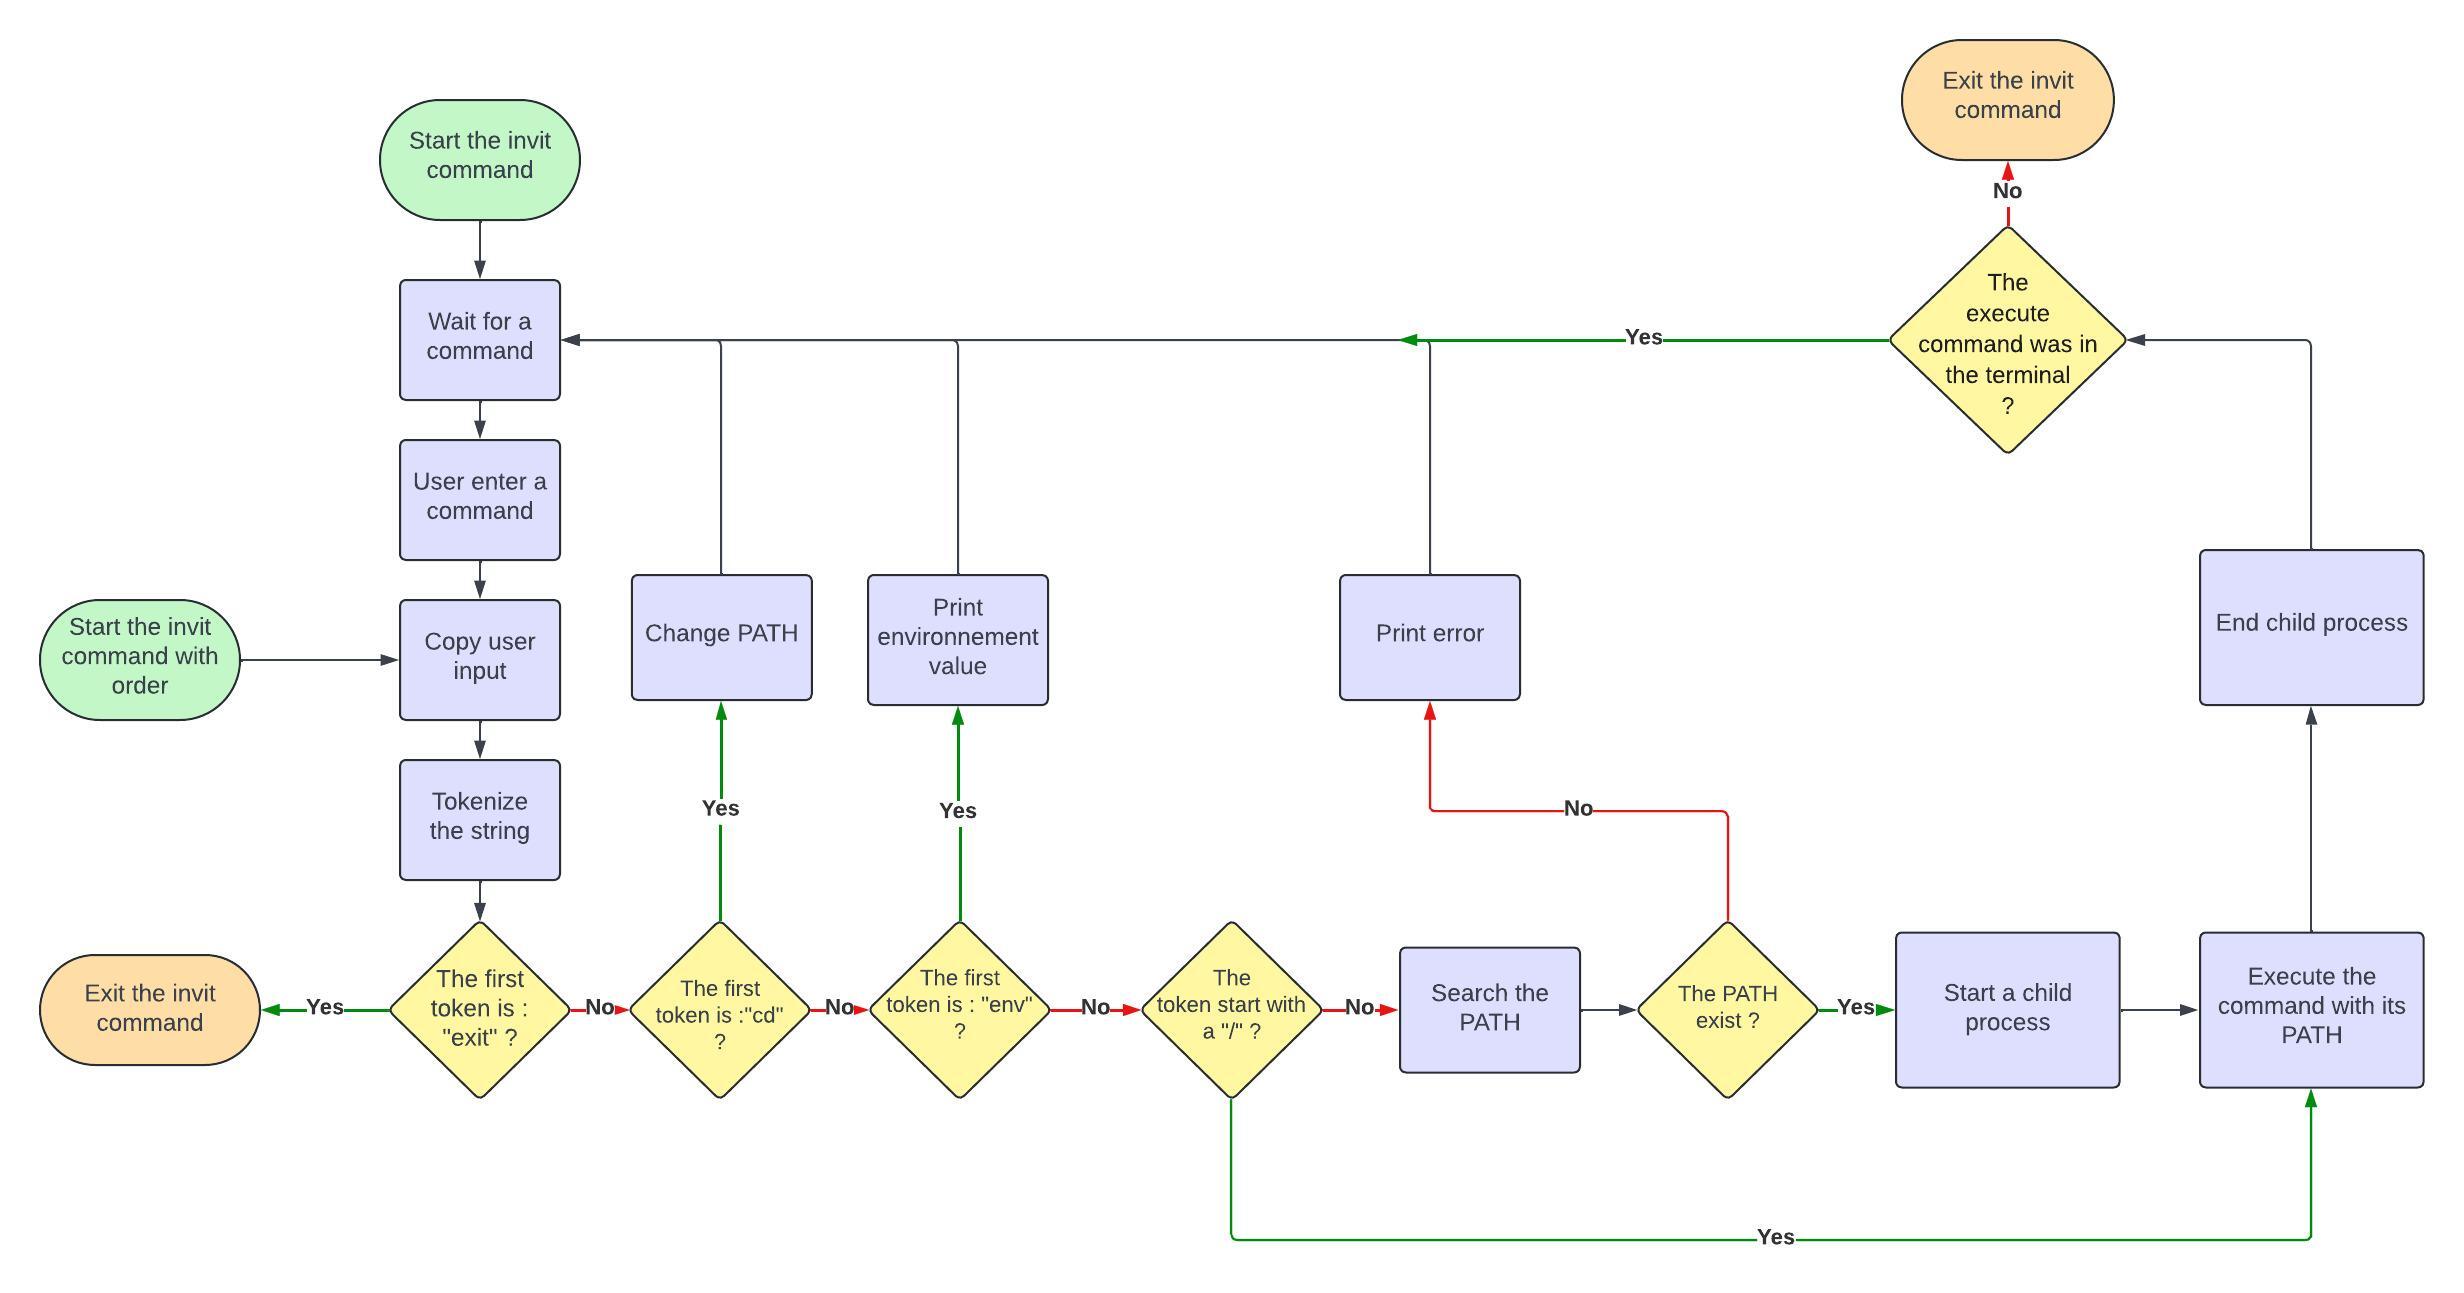 Exit the invit
command
Start the invit
command
No
The
execute
command was in
the terminal
?
Yes
Wait for a
command
User enter a
command
Start the invit
command with
order
Copy user
input
Change PATH
Print
environnement
value
Print error
End child process
Tokenize
the string
Yes
Yes
No
Exit the invit
command
Yes
The first
token is :
"exit" ?
No
The first
token is :"cd"
?
No
The first
token is : "env"
?
No
The
token start with
a "/" ?
No
Search the
PATH
The PATH
exist ?
Yes
Start a child
process
Execute the
command with its
PATH
Yes